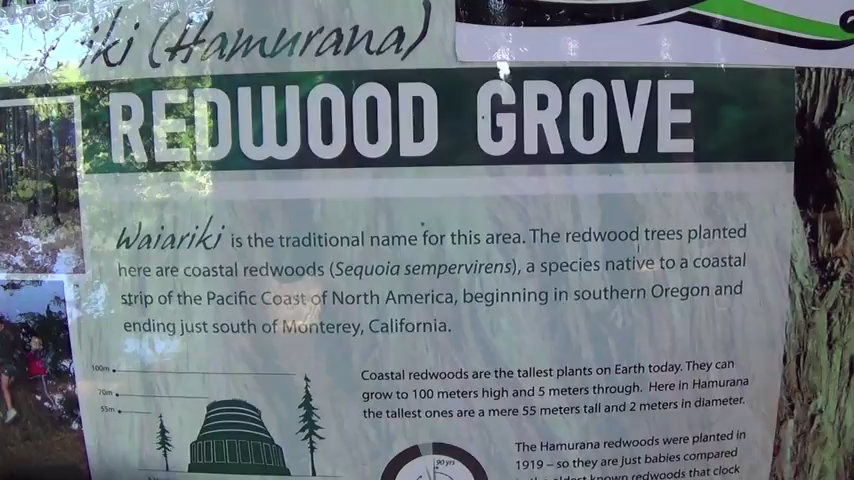 iki (Hamurana)
REDWOOD GROVE
Waiariki is the traditional name for this area. The redwood trees planted
here are coastal redwoods (Sequoia sempervirens), a species native to a coastal
strip of the Pacific Coast of North America, beginning in southern Oregon and
ending just south of Monterey, California.
100m
70m
55m
Coastal redwoods are the tallest plants on Earth today. They can
grow to 100 meters high and 5 meters through. Here in Hamurana
the tallest ones are a mere 55 meters tall and 2 meters in diameter.
90 yrs
The Hamurana redwoods were planted in
1919 – so they are just babies compared
oldest known redwoods that clock